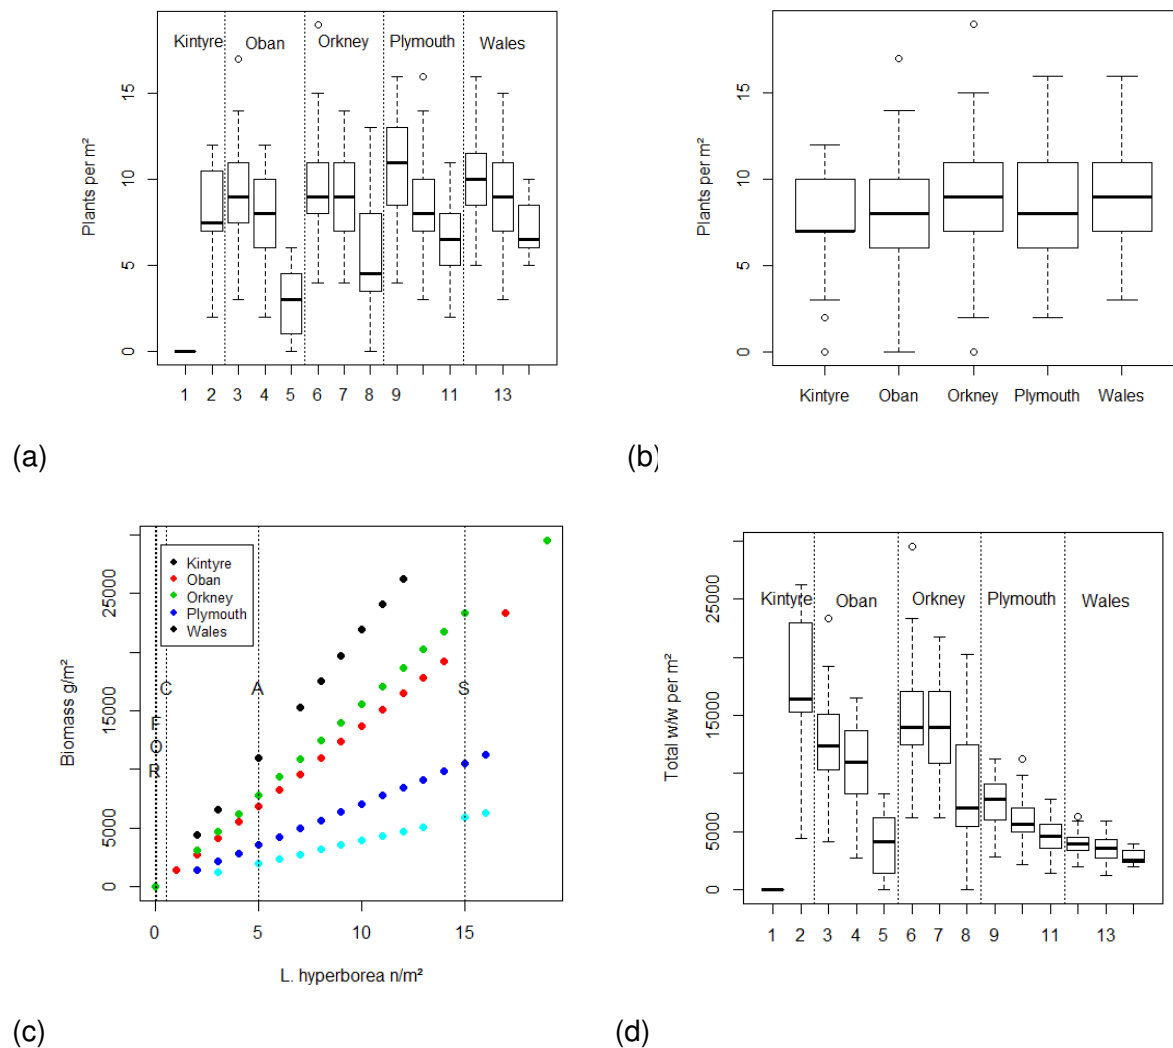 Kintyre Oban Orkney Plymouth Wales
Plants per m²
15
10
5
0
1 2 3 4 5 6 7 8 9 11 13
(a)
Plants per m²
15
10
5
0
Kintyre Oban Orkney Plymouth Wales
(b)
Biomass g/m²
25000
15000
5000
0
Kintyre
Oban
Orkney
Plymouth
Wales
C A S
F
O
R
0 5 10 15
L. hyperborea n/m²
(c)
Kintyre Oban Orkney Plymouth Wales
Total w/w per m²
25000
15000
5000
0
1 2 3 4 5 6 7 8 9 11 13
(d)